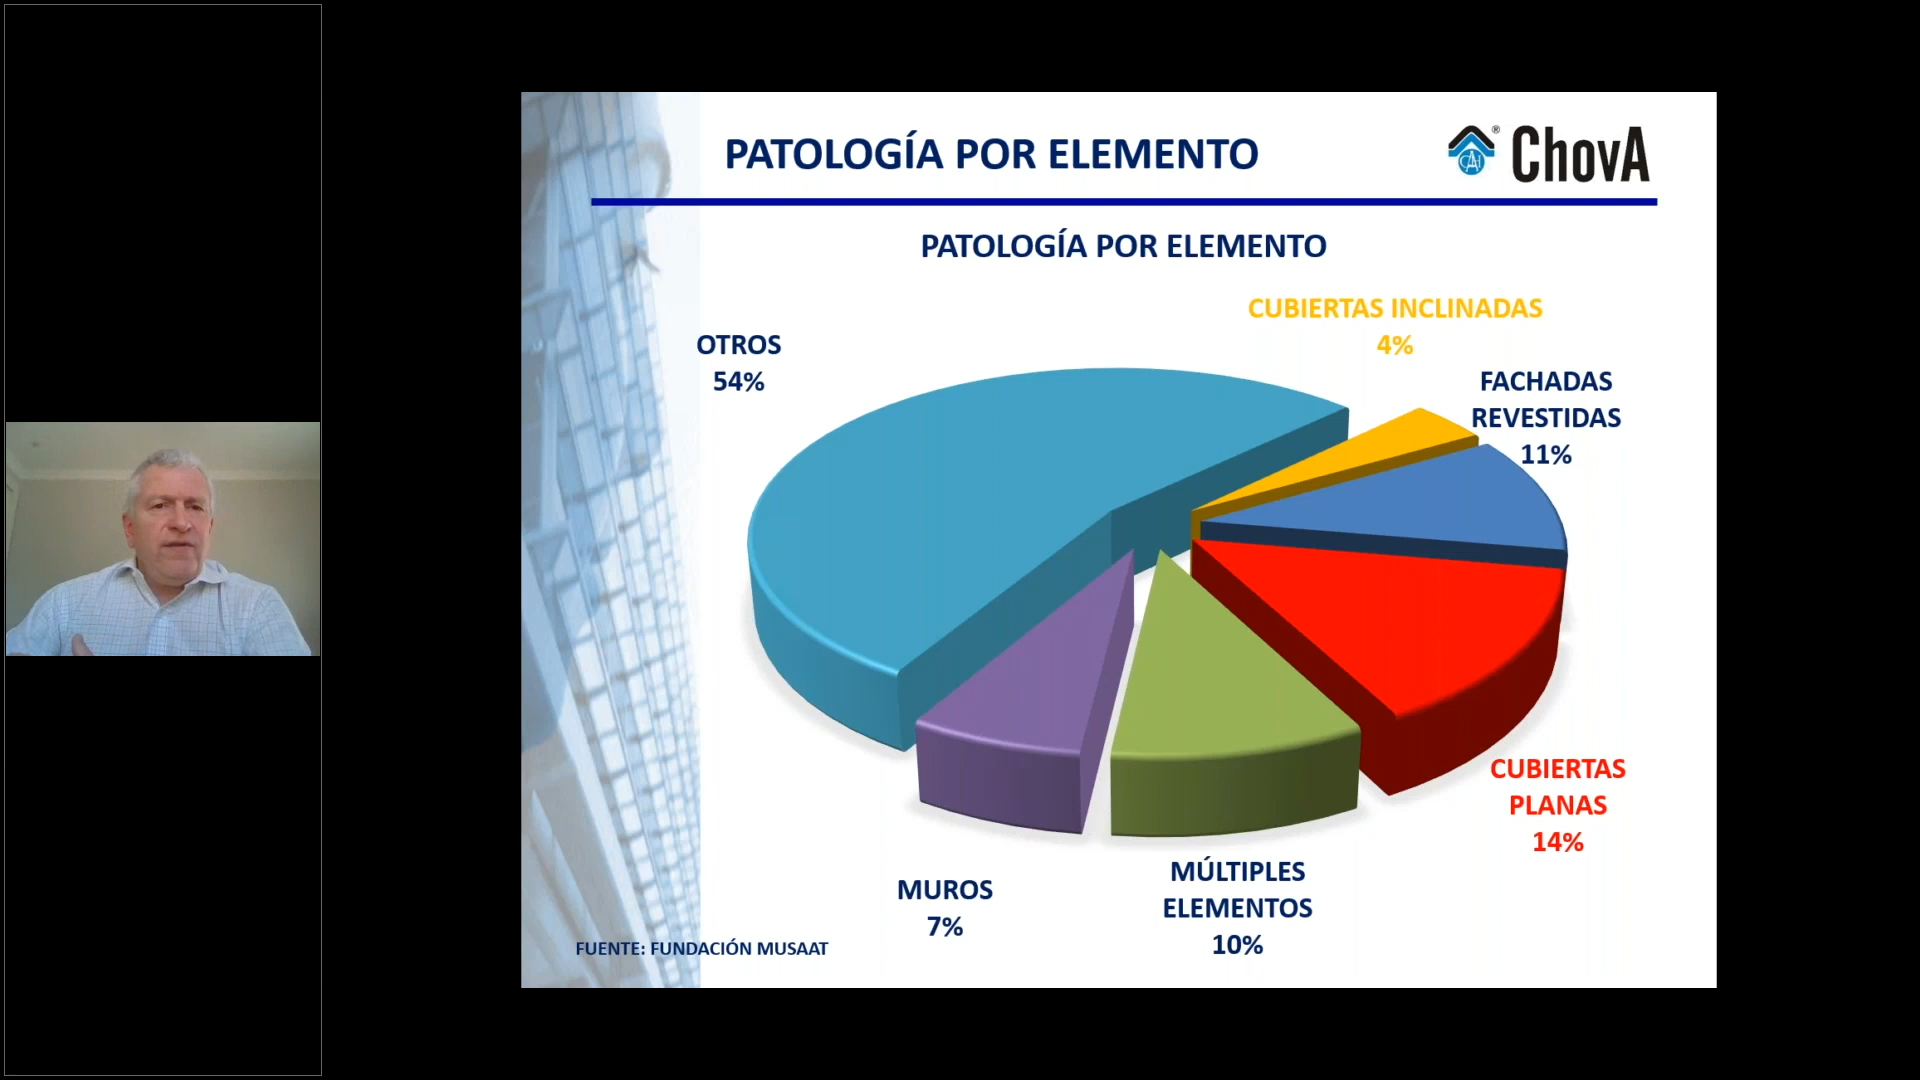 PATOLOGÍA POR ELEMENTO
® ChovA
PATOLOGÍA POR ELEMENTO
CUBIERTAS INCLINADAS
4%
OTROS
54%
FACHADAS
REVESTIDAS
11%
CUBIERTAS
PLANAS
14%
MÚLTIPLES
ELEMENTOS
10%
MUROS
7%
FUENTE: FUNDACIÓN MUSAAT